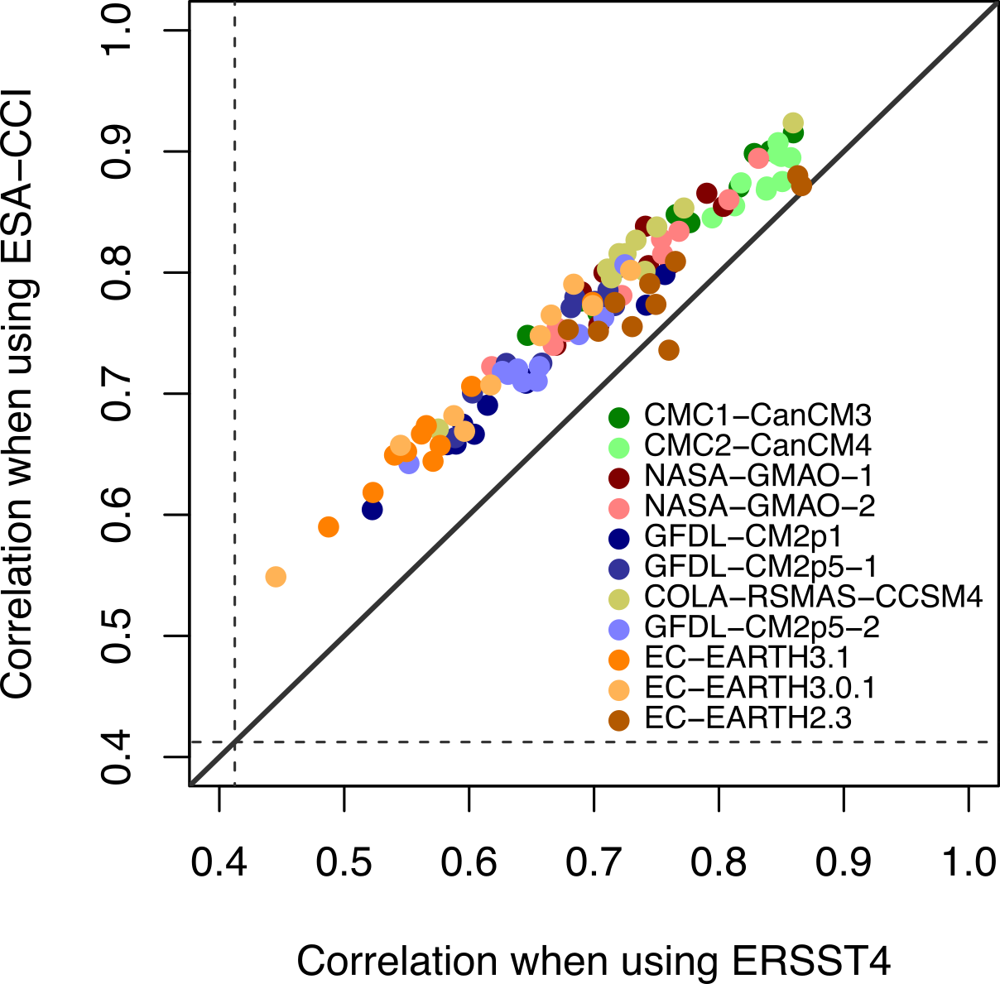 Correlation when using ESA−CCI
1.0
0.9
0.8
0.7
0.6
0.5
0.4
CMC1−CanCM3
CMC2−CanCM4
NASA−GMAO−1
NASA−GMAO−2
GFDL−CM2p1
GFDL−CM2p5−1
COLA−RSMAS−CCSM4
GFDL−CM2p5−2
EC−EARTH3.1
EC−EARTH3.0.1
EC−EARTH2.3
0.4 0.5 0.6 0.7 0.8 0.9 1.0
Correlation when using ERSST4